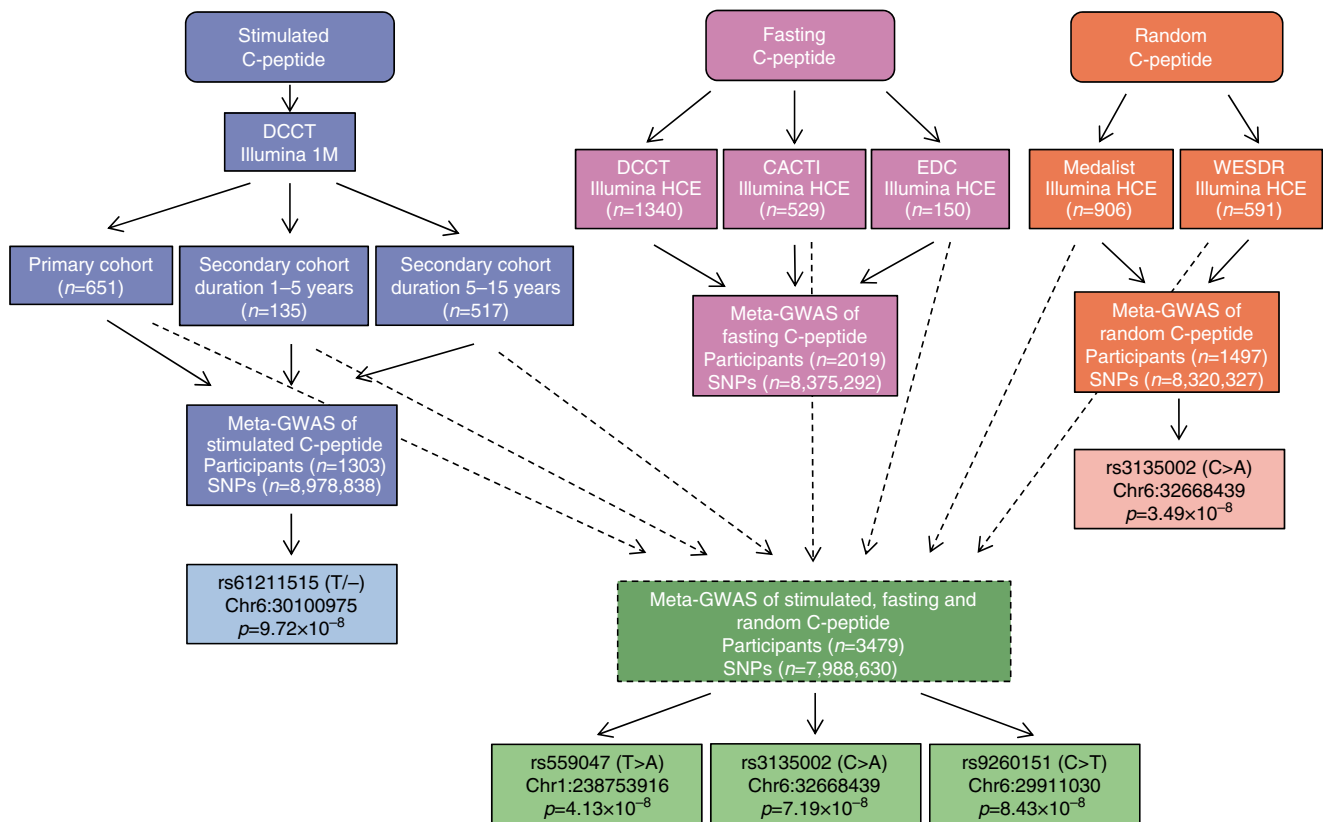 Stimulated
C-peptide
Fasting
C-peptide
Random
C-peptide
DCCT
Illumina 1M
DCCT
Illumina HCE
(n=1340)
CACTI
Illumina HCE
(n=529)
EDC
Illumina HCE
(n=150)
Medalist
Illumina HCE
(n=906)
WESDR
Illumina HCE
(n=591)
Primary cohort
(n=651)
Secondary cohort
duration 1–5 years
(n=135)
Secondary cohort
duration 5–15 years
(n=517)
Meta-GWAS of
fasting C-peptide
Participants (n=2019)
SNPs (n=8,375,292)
Meta-GWAS of
random C-peptide
Participants (n=1497)
SNPs (n=8,320,327)
Meta-GWAS of
stimulated C-peptide
Participants (n=1303)
SNPs (n=8,978,838)
rs3135002 (C>A)
Chr6:32668439
p=3.49×10⁻⁸
rs61211515 (T/–)
Chr6:30100975
p=9.72×10⁻⁸
Meta-GWAS of stimulated, fasting and
random C-peptide
Participants (n=3479)
SNPs (n=7,988,630)
rs559047 (T>A)
Chr1:238753916
p=4.13×10⁻⁸
rs3135002 (C>A)
Chr6:32668439
p=7.19×10⁻⁸
rs9260151 (C>T)
Chr6:29911030
p=8.43×10⁻⁸